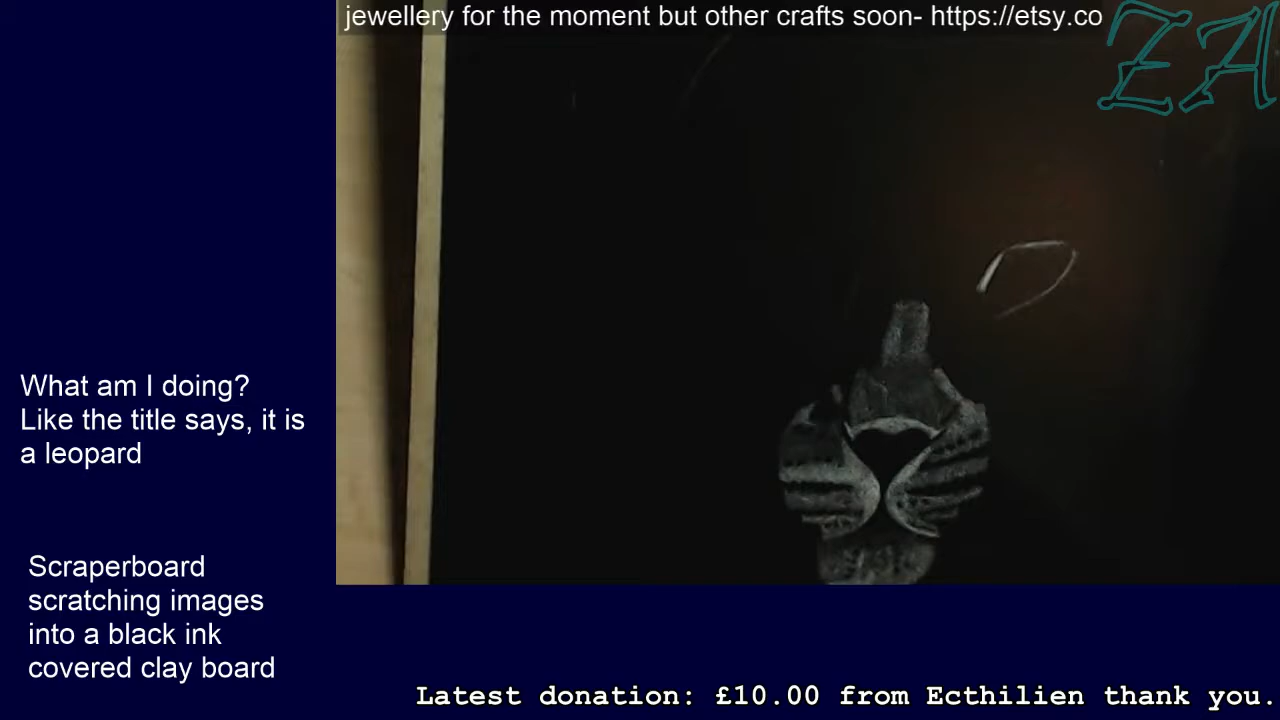 jewellery for the moment but other crafts soon- https://etsy.co
ZA
What am I doing?
Like the title says, it is
a leopard
Scraperboard
scratching images
into a black ink
covered clay board
Latest donation: £10.00 from Ecthilien thank you.